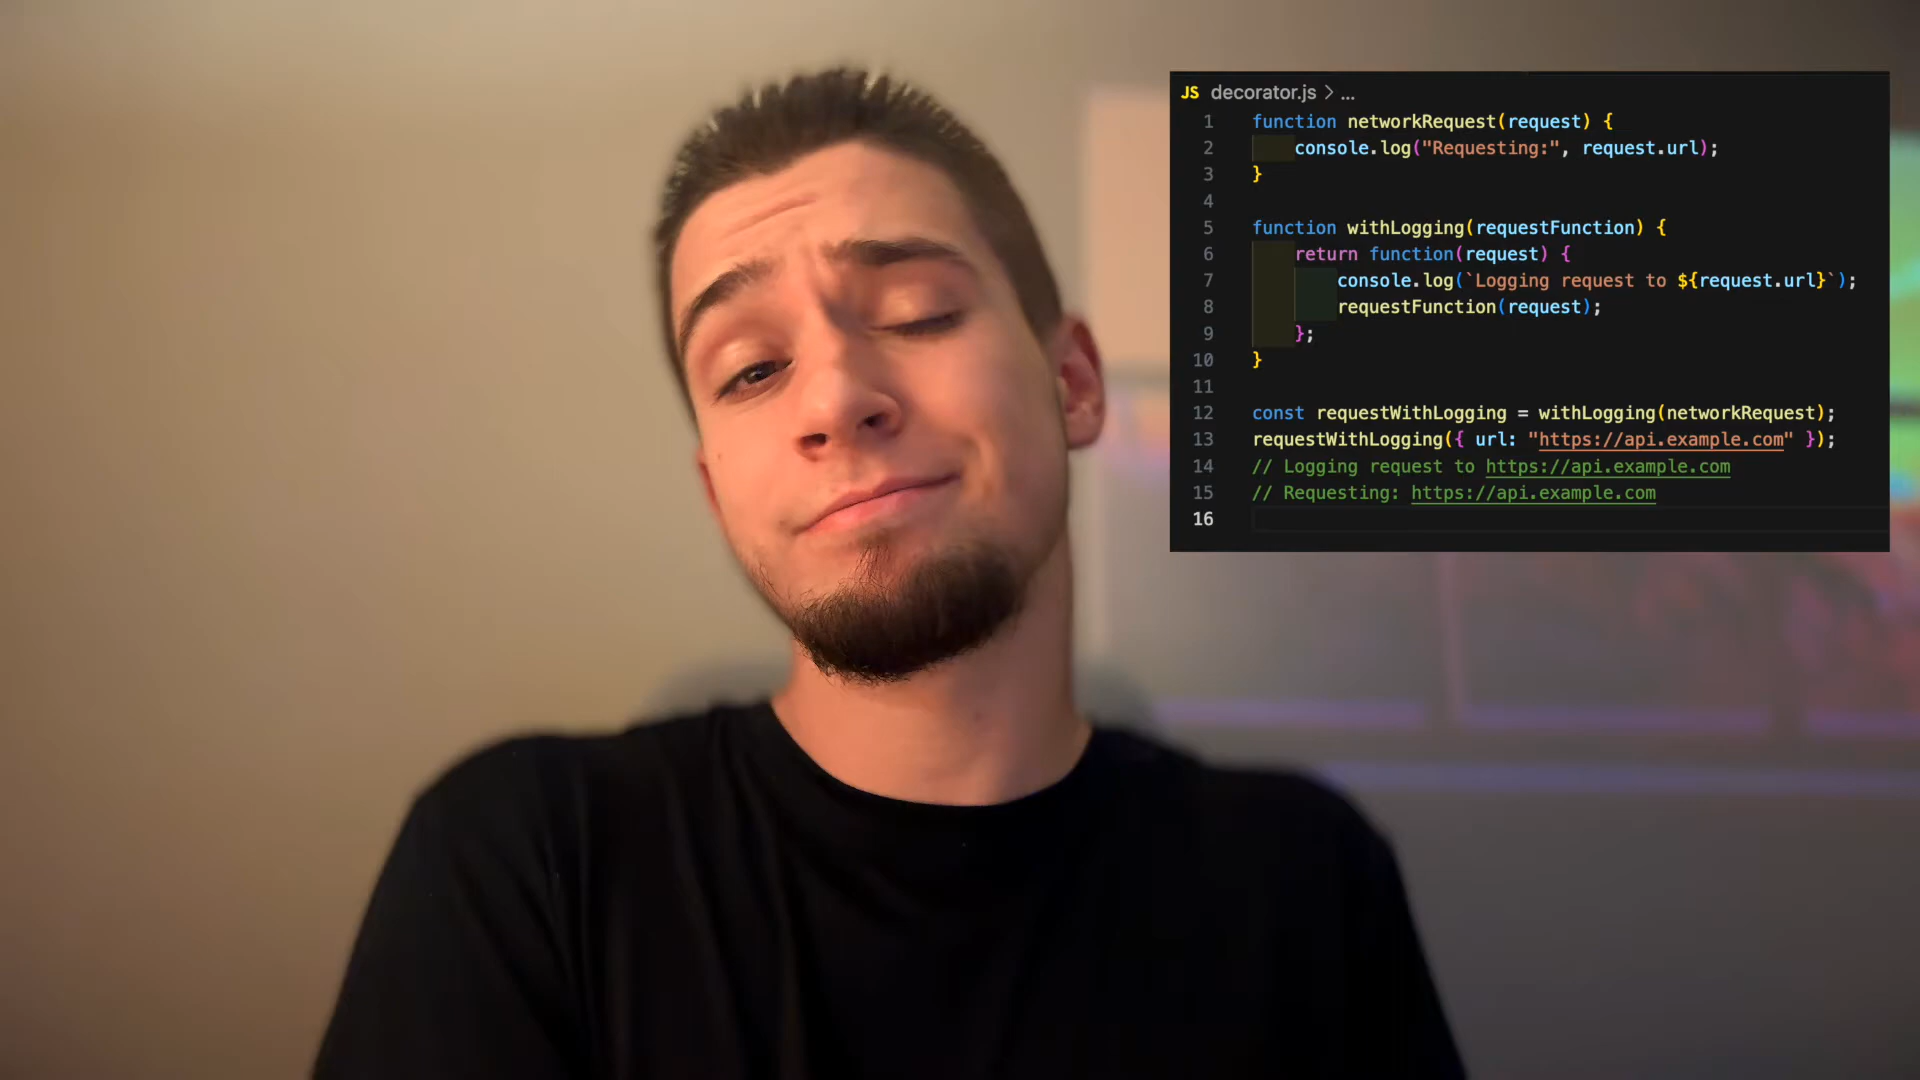 JS decorator.js > ...
1 function networkRequest(request) {
2 console.log("Requesting:", request.url);
3 }
4
5 function withLogging(requestFunction) {
6 return function(request) {
7 console.log(`Logging request to ${request.url}`);
8 requestFunction(request);
9 };
10 }
11
12 const requestWithLogging = withLogging(networkRequest);
13 requestWithLogging({ url: "https://api.example.com" });
14 // Logging request to https://api.example.com
15 // Requesting: https://api.example.com
16